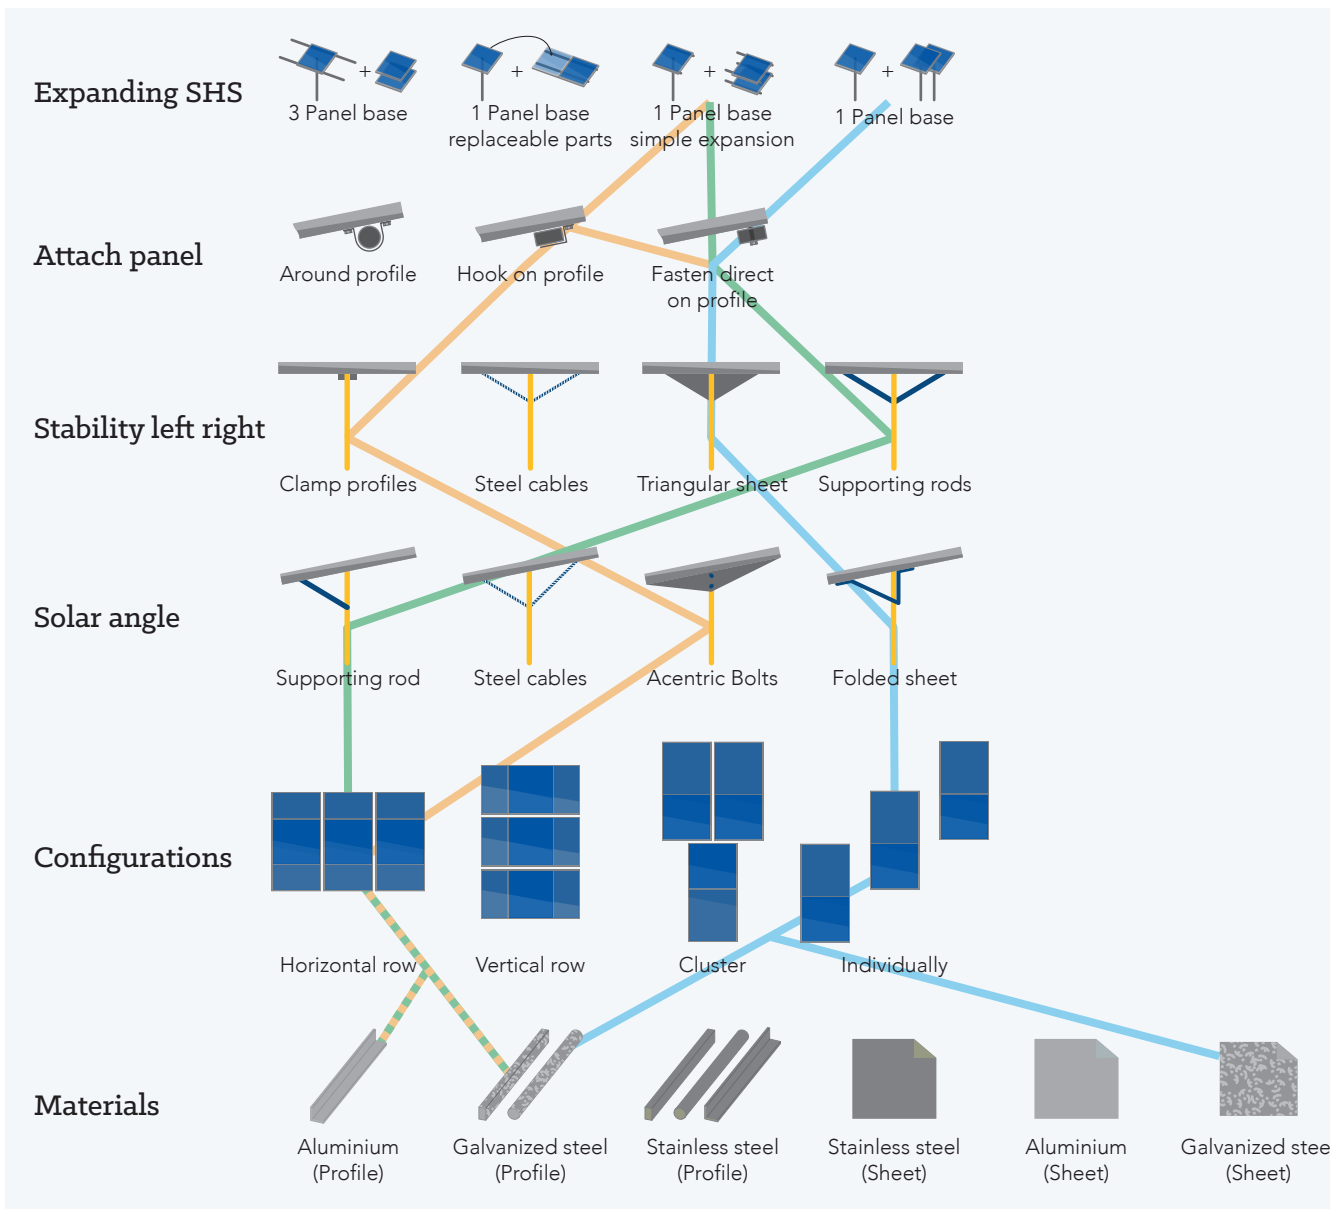 Expanding SHS
+
+
+
+
3 Panel base
1 Panel base
replaceable parts
1 Panel base
simple expansion
1 Panel base
Attach panel
Around profile
Hook on profile
Fasten direct
on profile
Stability left right
Clamp profiles
Steel cables
Triangular sheet
Supporting rods
Solar angle
Supporting rod
Steel cables
Acentric Bolts
Folded sheet
Configurations
Horizontal row
Vertical row
Cluster
Individually
Materials
Aluminium
(Profile)
Galvanized steel
(Profile)
Stainless steel
(Profile)
Stainless steel
(Sheet)
Aluminium
(Sheet)
Galvanized stee
(Sheet)